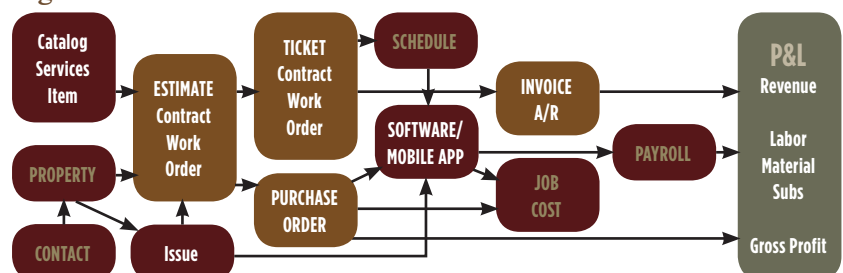 Catalog
Services
Item
PROPERTY
CONTACT
ESTIMATE
Contract
Work
Order
Issue
TICKET
Contract
Work
Order
PURCHASE
ORDER
SCHEDULE
SOFTWARE/
MOBILE APP
INVOICE
A/R
JOB
COST
PAYROLL
P&L
Revenue
Labor
Material
Subs
Gross Profit